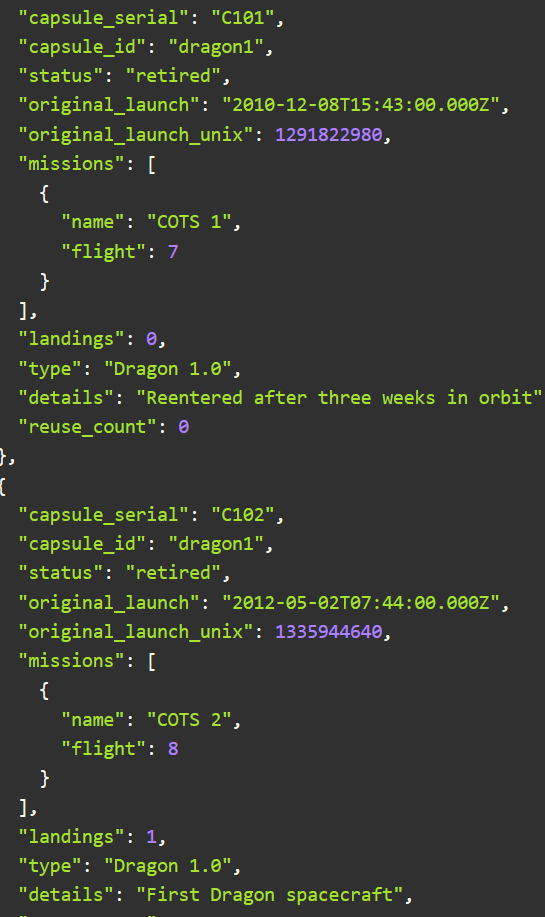 "capsule_serial": "C101",
"capsule_id": "dragon1",
"status": "retired",
"original_launch": "2010-12-08T15:43:00.000Z",
"original_launch_unix": 1291822980,
"missions": [
{
"name": "COTS 1",
"flight": 7
}
],
"landings": 0,
"type": "Dragon 1.0",
"details": "Reentered after three weeks in orbit"
"reuse_count": 0
},
{
"capsule_serial": "C102",
"capsule_id": "dragon1",
"status": "retired",
"original_launch": "2012-05-02T07:44:00.000Z",
"original_launch_unix": 1335944640,
"missions": [
{
"name": "COTS 2",
"flight": 8
}
],
"landings": 1,
"type": "Dragon 1.0",
"details": "First Dragon spacecraft",